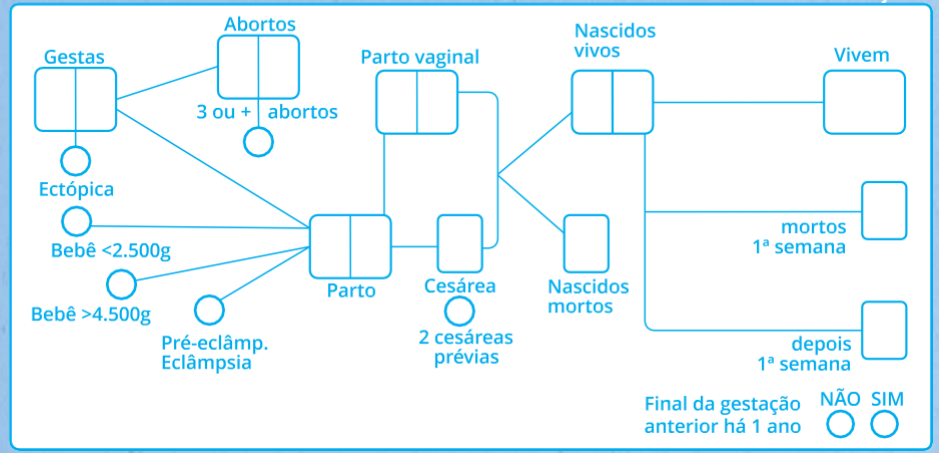 Gestas
Abortos
3 ou + abortos
Ectópica
Bebê <2.500g
Bebê >4.500g
Pré-eclâmp.
Eclâmpsia
Parto
Parto vaginal
Cesárea
2 cesáreas
prévias
Nascidos
vivos
Nascidos
mortos
Vivem
mortos
1ª semana
depois
1ª semana
Final da gestação
anterior há 1 ano
NÃO SIM